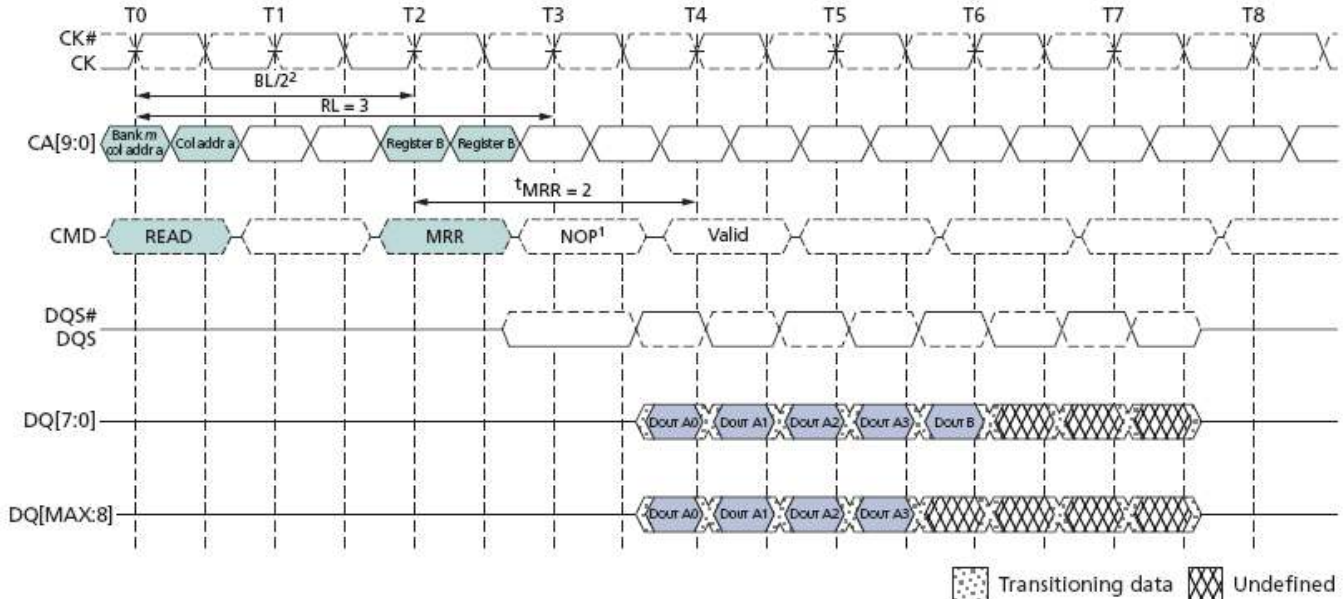 T0 T1 T2 T3 T4 T5 T6 T7 T8
CK#
CK
BL/2²
RL = 3
CA[9:0]
Bank m col addr a
Col addr a
Register B
Register B
tMRR = 2
CMD
READ
MRR
NOP¹
Valid
DQS#
DQS
DQ[7:0]
DOUT A0 DOUT A1 DOUT A2 DOUT A3 DOUT B
DQ[MAX:8]
DOUT A0 DOUT A1 DOUT A2 DOUT A3
Transitioning data
Undefined